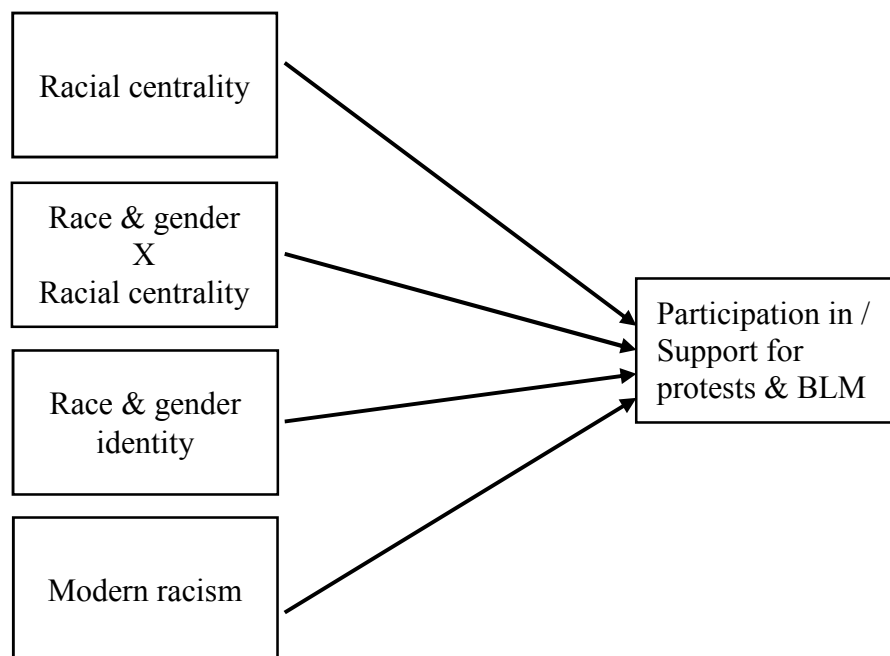 Racial centrality
Race & gender
X
Racial centrality
Race & gender
identity
Modern racism
Participation in /
Support for
protests & BLM